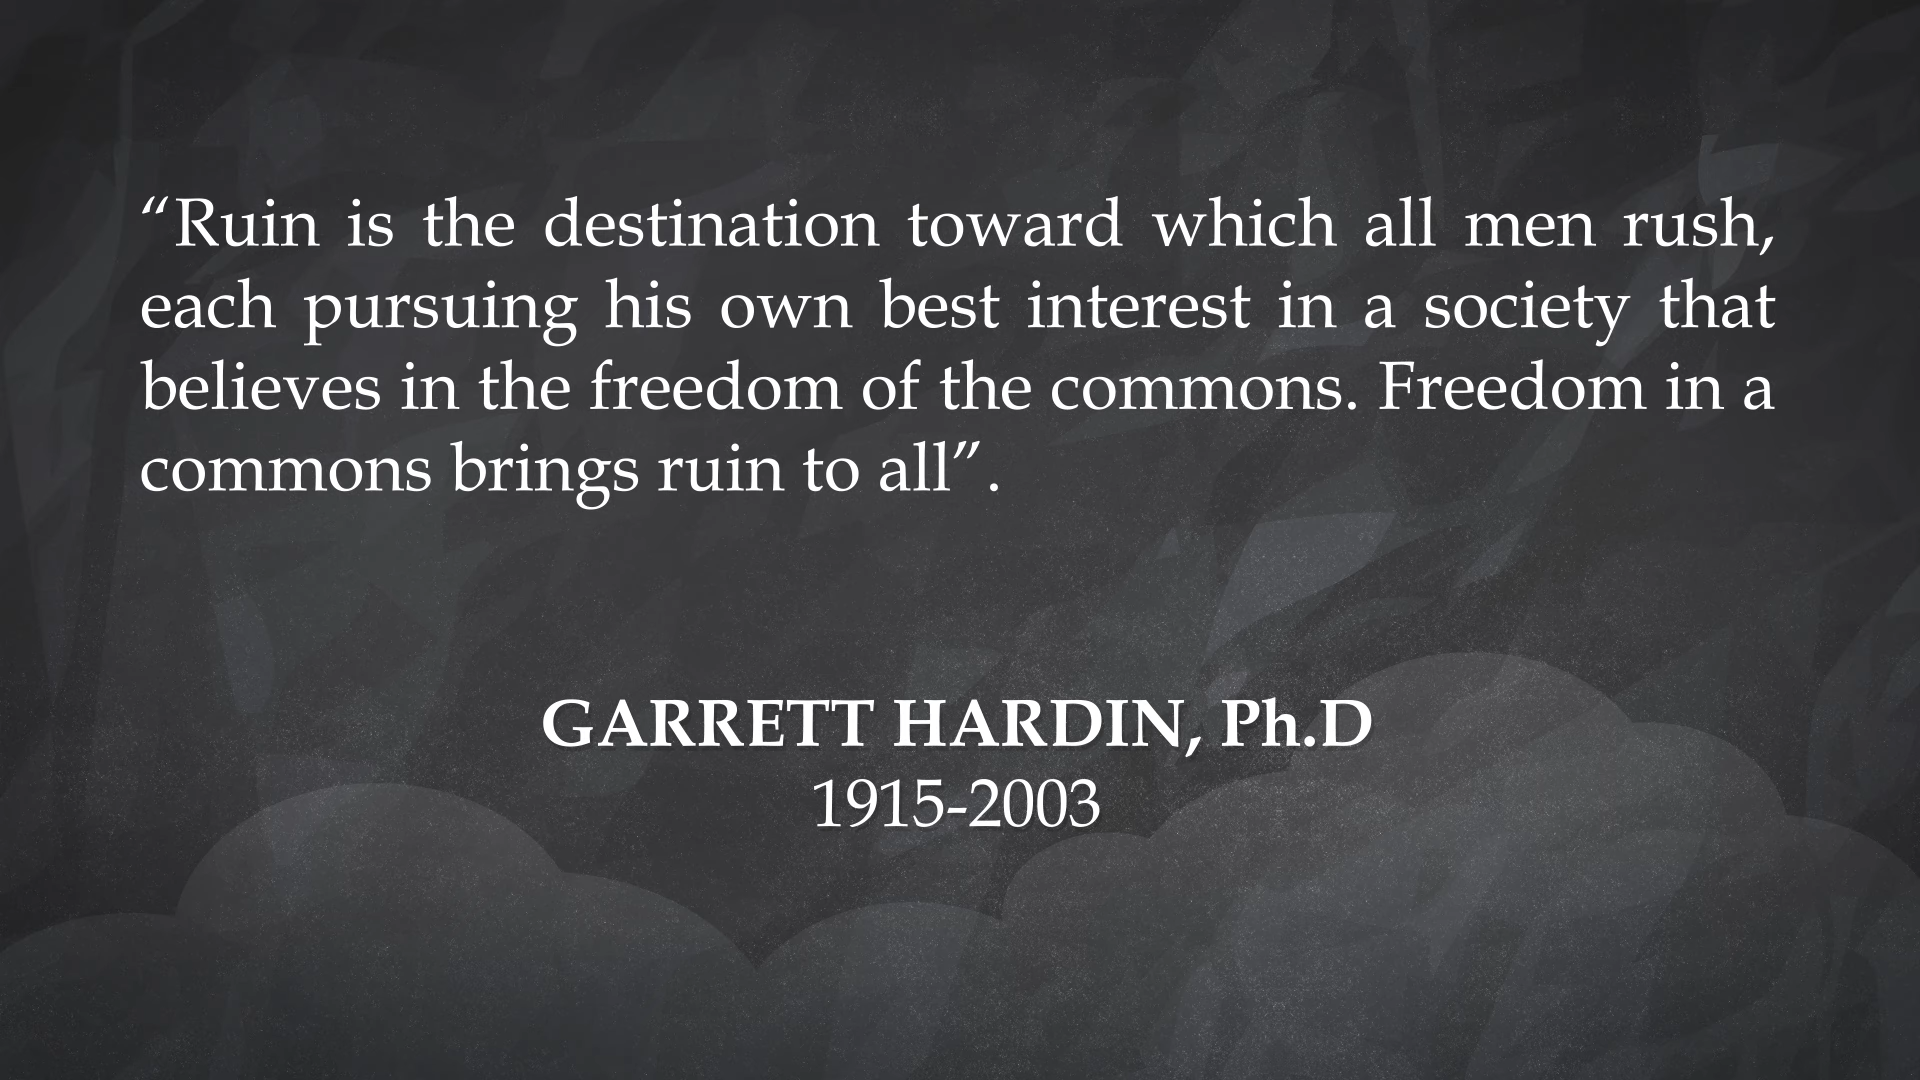 “Ruin is the destination toward which all men rush,
each pursuing his own best interest in a society that
believes in the freedom of the commons. Freedom in a
commons brings ruin to all”.
GARRETT HARDIN, Ph.D
1915-2003